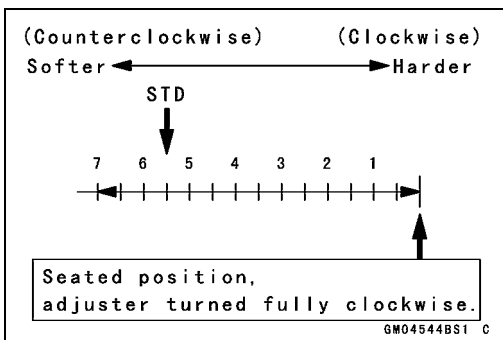 (Counterclockwise) (Clockwise)
Softer Harder
STD
7 6 5 4 3 2 1
Seated position,
adjuster turned fully clockwise.
GM04544BS1 C